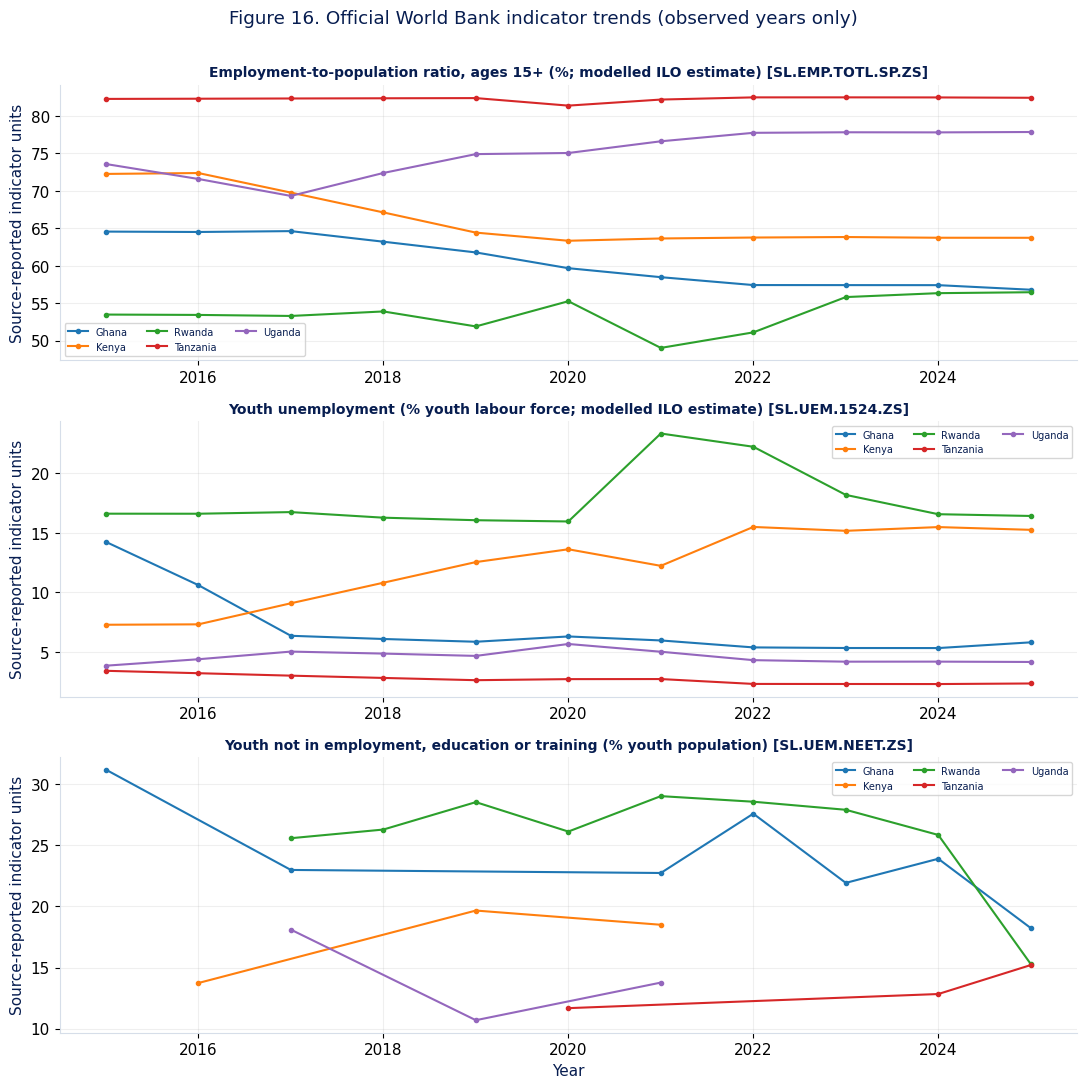 Figure 16. Official World Bank indicator trends (observed years only)
Employment-to-population ratio, ages 15+ (%; modelled ILO estimate) [SL.EMP.TOTL.SP.ZS]
Source-reported indicator units
80
75
70
65
60
55
50
Ghana Rwanda Uganda
Kenya Tanzania
2016 2018 2020 2022 2024
Youth unemployment (% youth labour force; modelled ILO estimate) [SL.UEM.1524.ZS]
Source-reported indicator units
20
15
10
5
Ghana Rwanda Uganda
Kenya Tanzania
2016 2018 2020 2022 2024
Youth not in employment, education or training (% youth population) [SL.UEM.NEET.ZS]
Source-reported indicator units
30
25
20
15
10
Ghana Rwanda Uganda
Kenya Tanzania
2016 2018 2020 2022 2024
Year